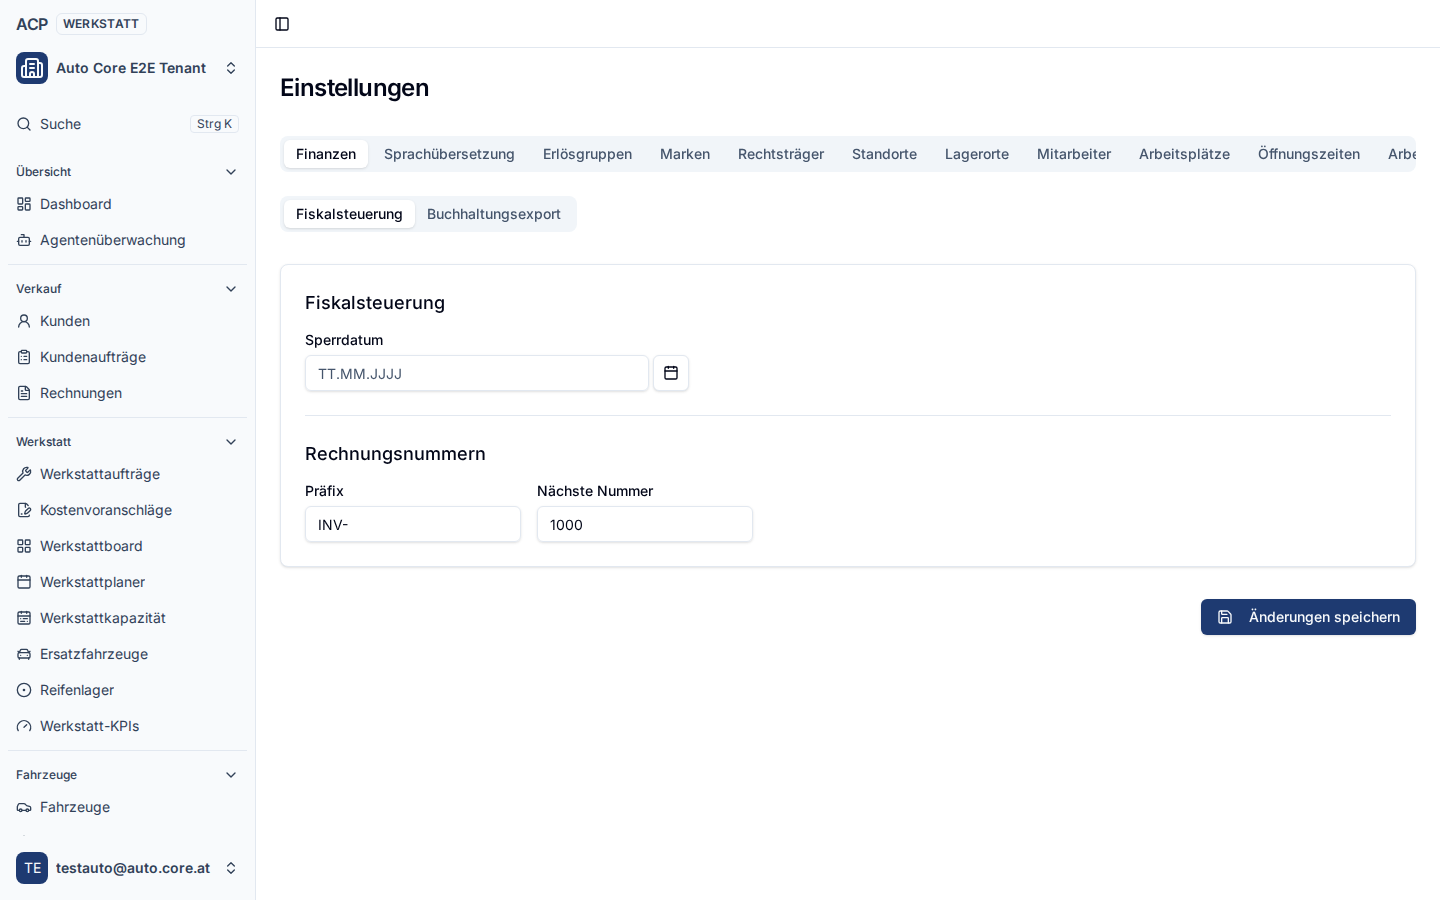 ACP WERKSTATT
Auto Core E2E Tenant
Suche Strg K
Übersicht
Dashboard
Agentenüberwachung
Verkauf
Kunden
Kundenaufträge
Rechnungen
Werkstatt
Werkstattaufträge
Kostenvoranschläge
Werkstattboard
Werkstattplaner
Werkstattkapazität
Ersatzfahrzeuge
Reifenlager
Werkstatt-KPIs
Fahrzeuge
Fahrzeuge
TE testauto@auto.core.at
Einstellungen
Finanzen Sprachübersetzung Erlösgruppen Marken Rechtsträger Standorte Lagerorte Mitarbeiter Arbeitsplätze Öffnungszeiten
Fiskalsteuerung Buchhaltungsexport
Fiskalsteuerung
Sperrdatum
TT.MM.JJJJ
Rechnungsnummern
Präfix Nächste Nummer
INV- 1000
Änderungen speichern